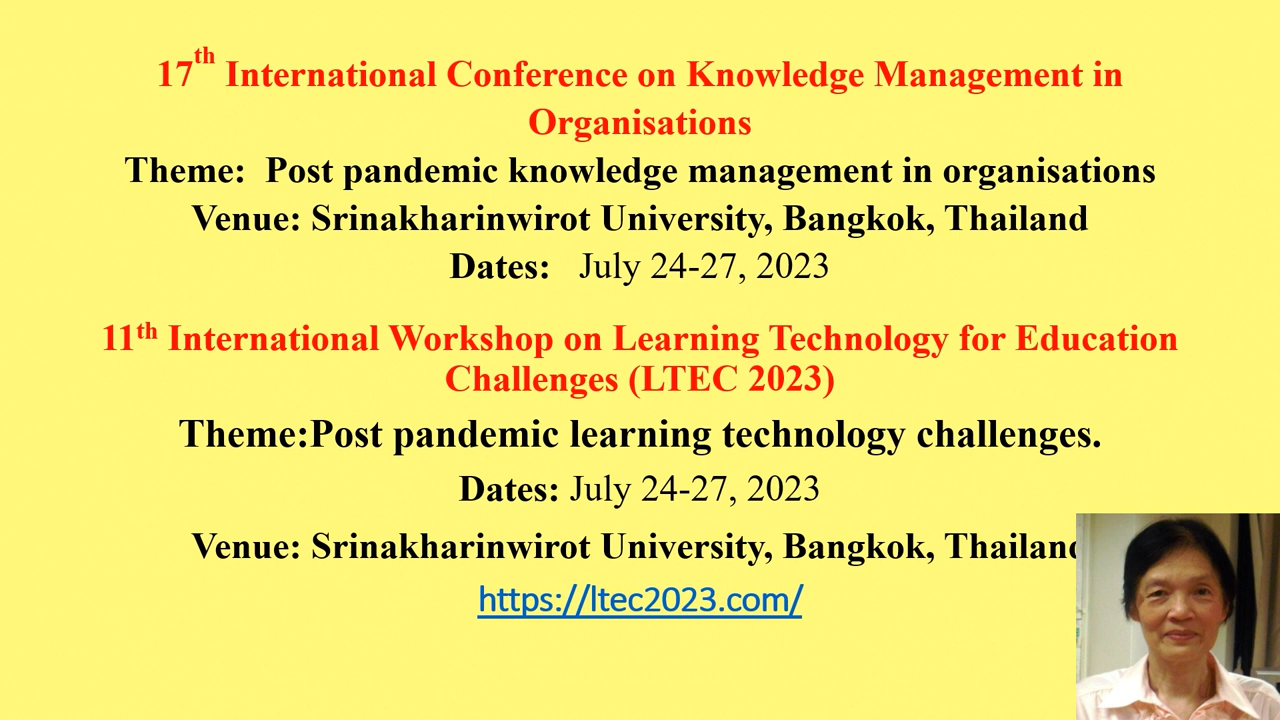 17th International Conference on Knowledge Management in
Organisations
Theme: Post pandemic knowledge management in organisations
Venue: Srinakharinwirot University, Bangkok, Thailand
Dates: July 24-27, 2023
11th International Workshop on Learning Technology for Education
Challenges (LTEC 2023)
Theme:Post pandemic learning technology challenges.
Dates: July 24-27, 2023
Venue: Srinakharinwirot University, Bangkok, Thailand
https://ltec2023.com/